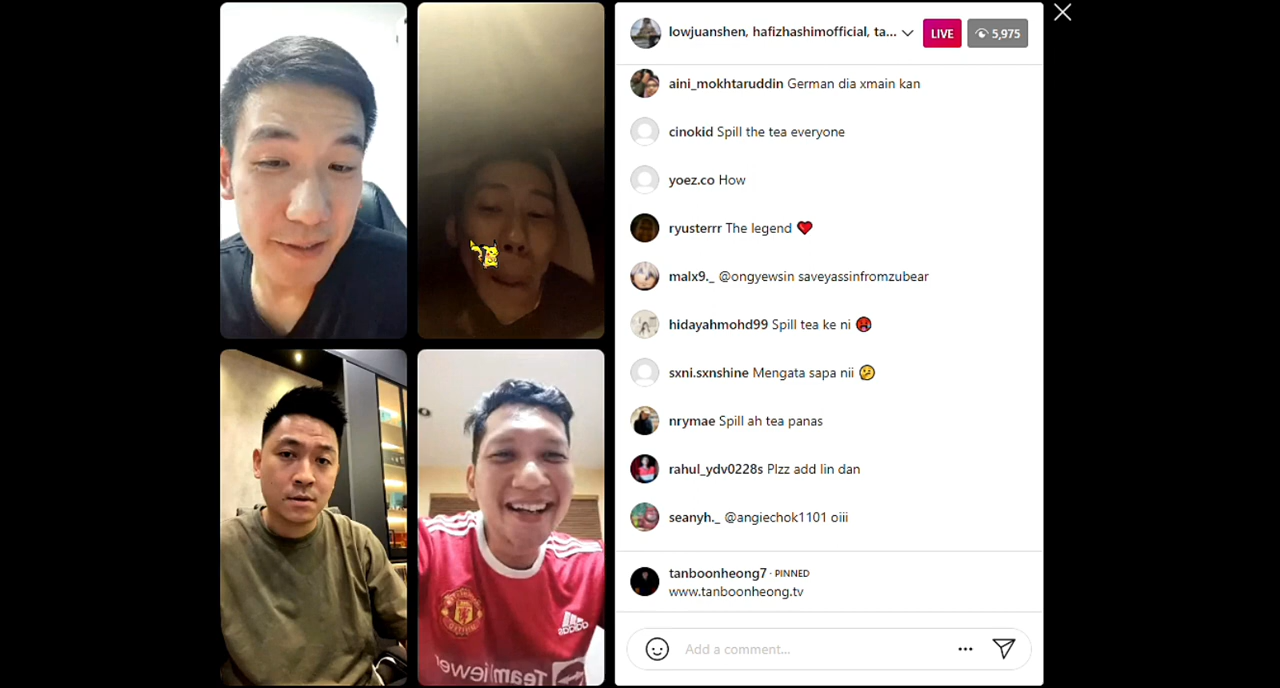 lowjuanshen, hafizhashimofficial, ta...
LIVE
5,975
aini_mokhtaruddin German dia xmain kan
cinokid Spill the tea everyone
yoez.co How
ryusterrr The legend ❤️
malx9._ @ongyewsin saveyassinfromzubear
hidayahmohd99 Spill tea ke ni 🥵
sxni.sxnshine Mengata sapa nii 🤔
nrymae Spill ah tea panas
rahul_ydv0228s Plzz add lin dan
seanyh._ @angiechok1101 oiii
tanboonheong7 · PINNED
www.tanboonheong.tv
Add a comment...
adidas
TeamViewer